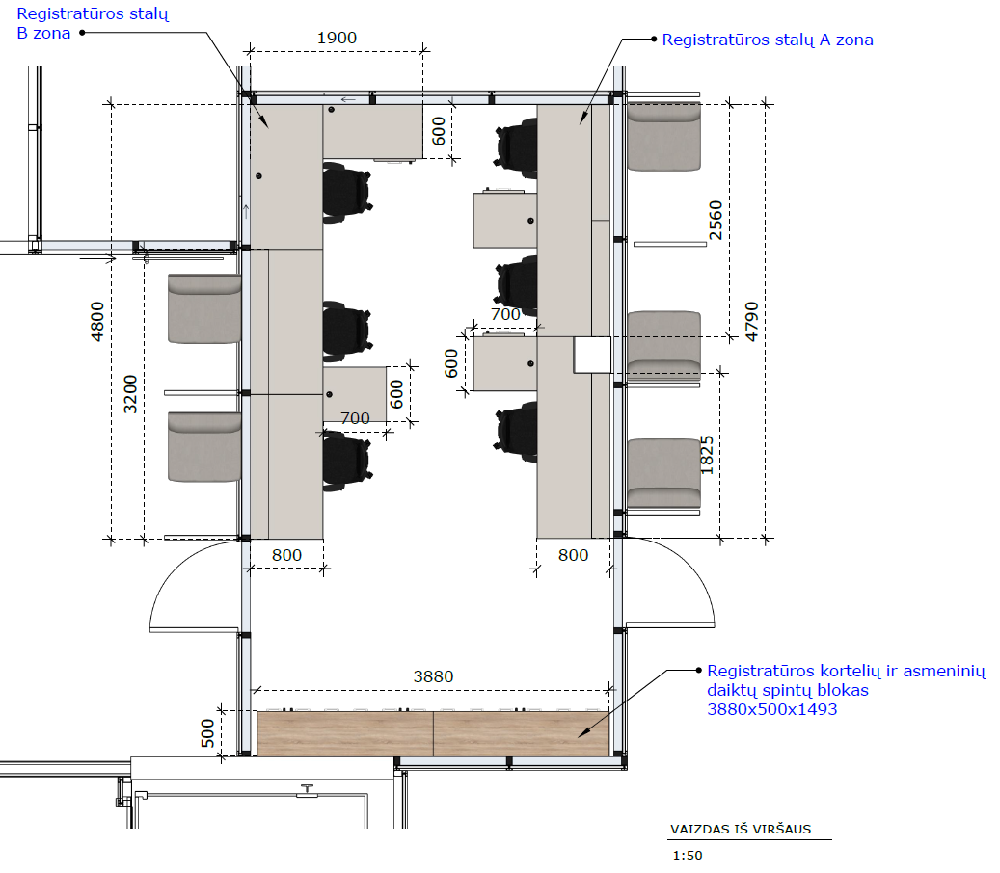 Registratūros stalų
B zona
1900
Registratūros stalų A zona
600
2560
4800
4790
700
600
3200
600
700
1825
800
800
3880
Registratūros kortelių ir asmeninių
daiktų spintų blokas
3880x500x1493
500
VAIZDAS IŠ VIRŠAUS
1:50